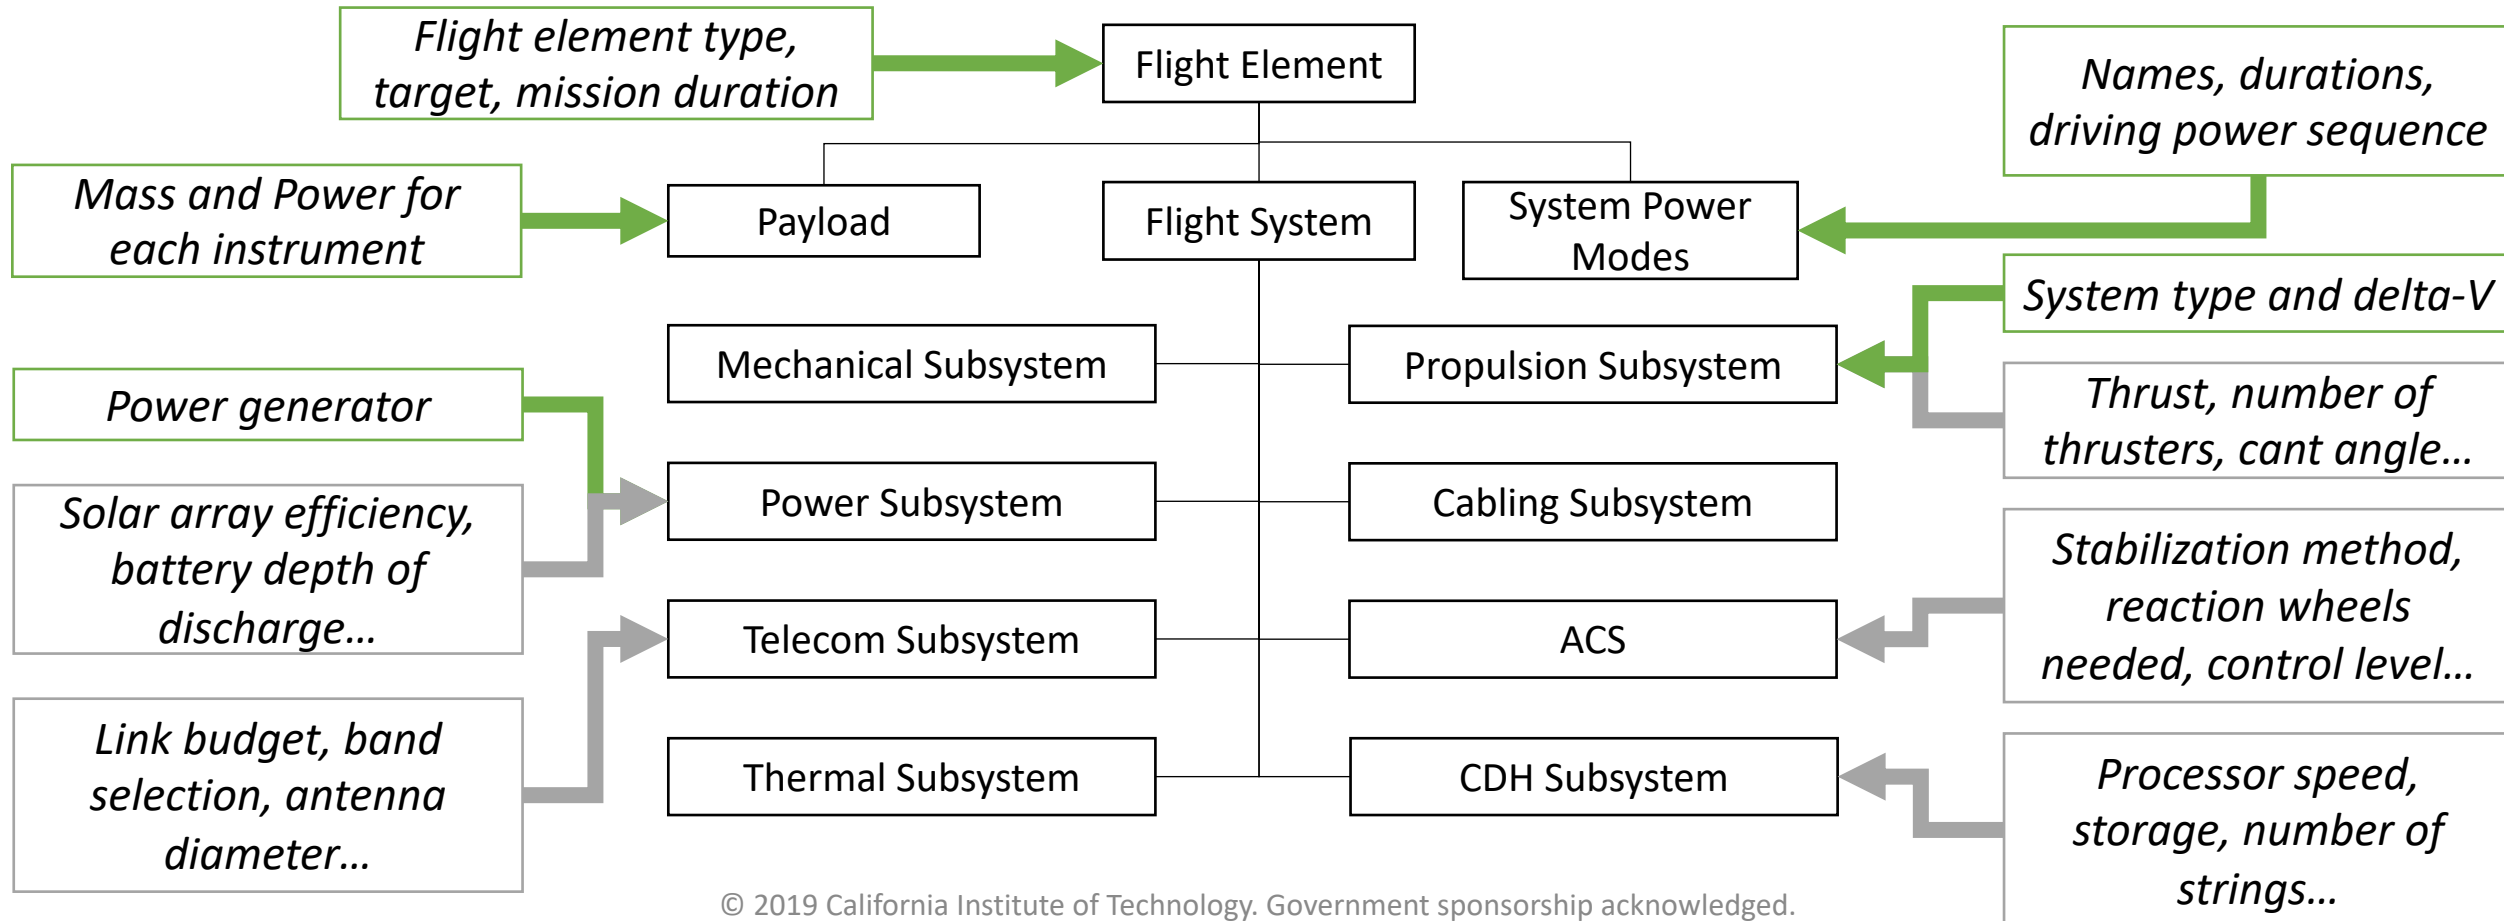 Flight element type,
target, mission duration
Flight Element
Names, durations,
driving power sequence
Mass and Power for
each instrument
Payload
Flight System
System Power
Modes
System type and delta-V
Mechanical Subsystem
Propulsion Subsystem
Power generator
Thrust, number of
thrusters, cant angle…
Solar array efficiency,
battery depth of
discharge…
Power Subsystem
Cabling Subsystem
Stabilization method,
reaction wheels
needed, control level…
Telecom Subsystem
ACS
Link budget, band
selection, antenna
diameter…
Thermal Subsystem
CDH Subsystem
Processor speed,
storage, number of
strings…
© 2019 California Institute of Technology. Government sponsorship acknowledged.